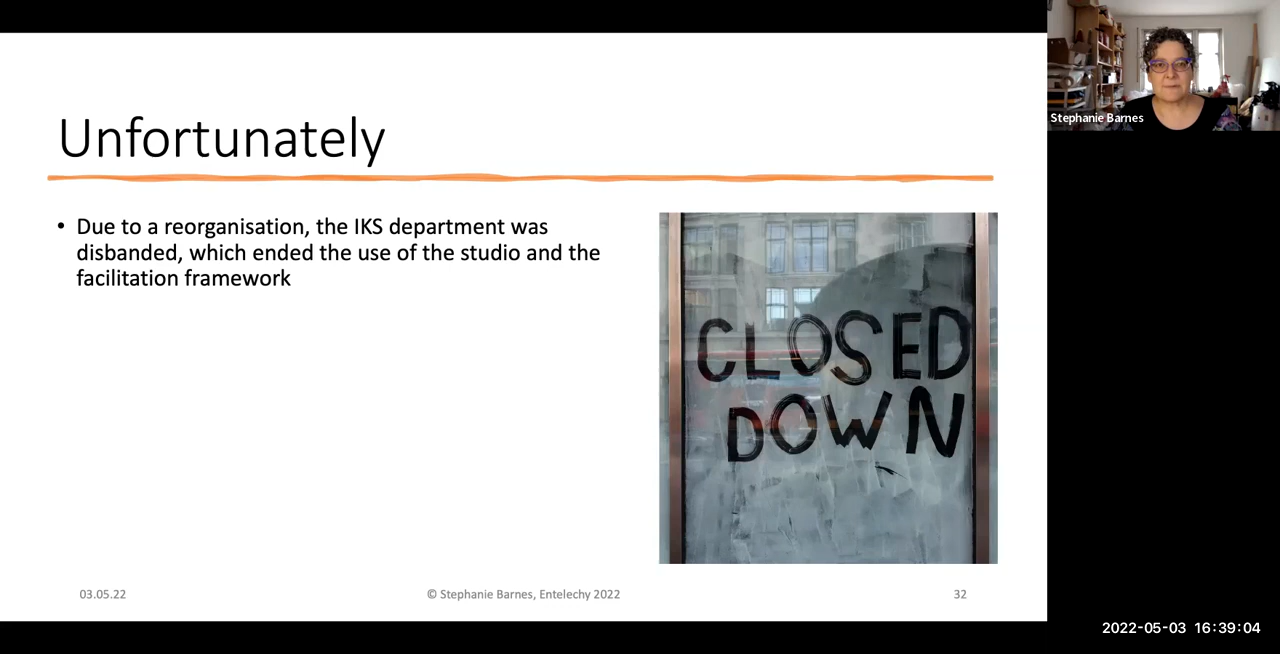 Unfortunately
• Due to a reorganisation, the IKS department was
disbanded, which ended the use of the studio and the
facilitation framework
CLOSED
DOWN
03.05.22
© Stephanie Barnes, Entelechy 2022
32
Stephanie Barnes
2022-05-03 16:39:04